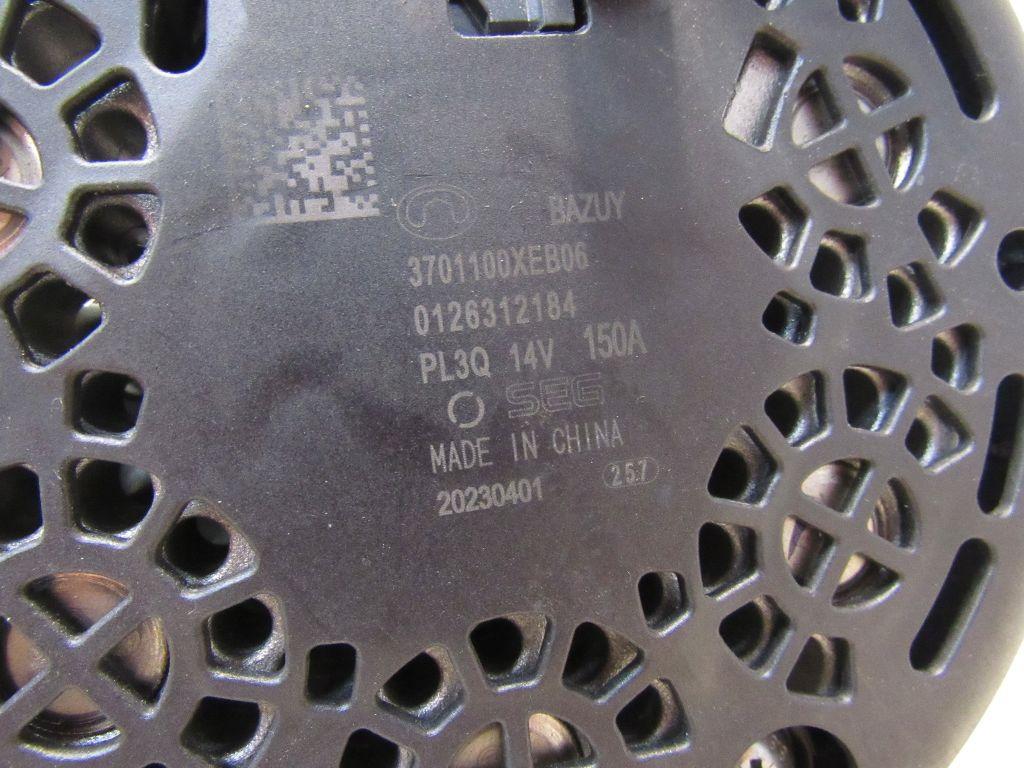 BAZUY
3701100XEB06
0126312184
PL3Q 14V 150A
SEG
MADE IN CHINA
20230401 257